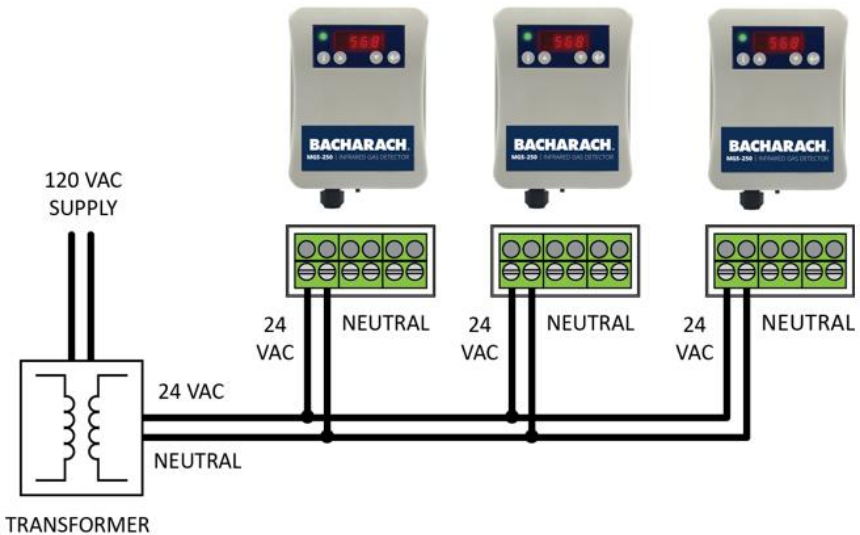 568
568
568
BACHARACH
MGS-250 | INFRARED GAS DETECTOR
BACHARACH
MGS-250 | INFRARED GAS DETECTOR
BACHARACH
MGS-250 | INFRARED GAS DETECTOR
120 VAC
SUPPLY
24
VAC
NEUTRAL
24
VAC
NEUTRAL
24
VAC
NEUTRAL
24 VAC
NEUTRAL
TRANSFORMER